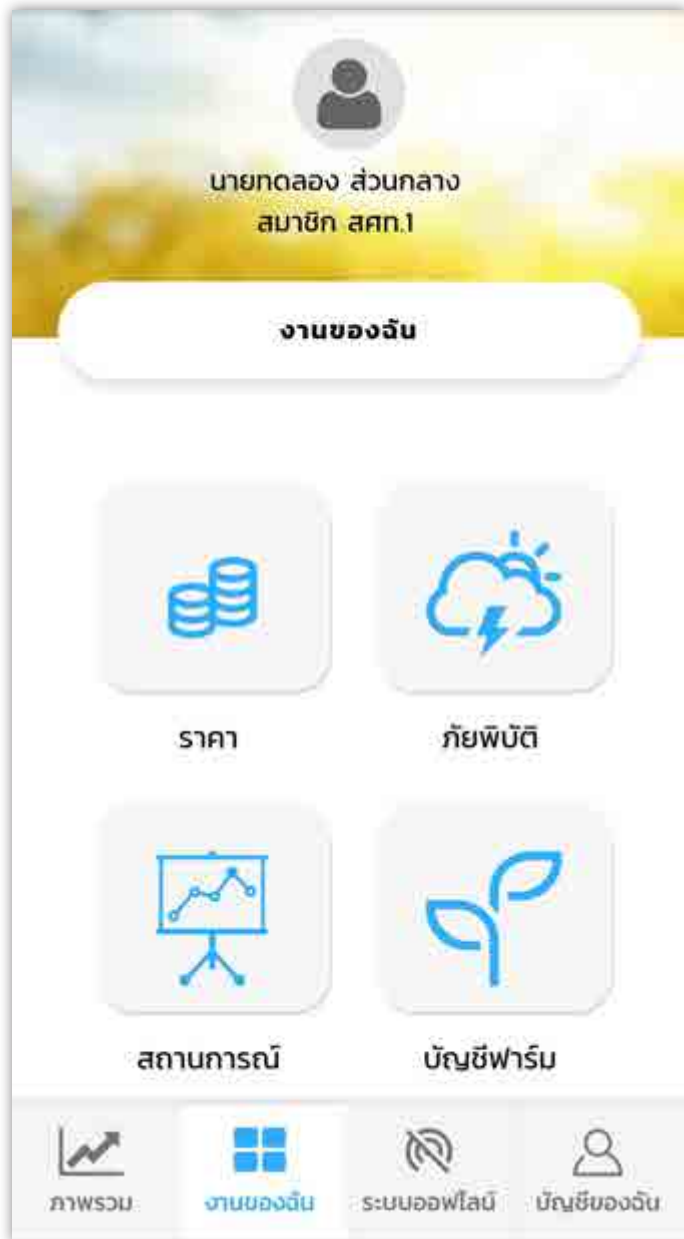 นายทดลอง ส่วนกลาง
สมาชิก สศท.1
งานของฉัน
ราคา
ภัยพิบัติ
สถานการณ์
บัญชีฟาร์ม
ภาพรวม
งานของฉัน
ระบบออฟไลน์
บัญชีของฉัน